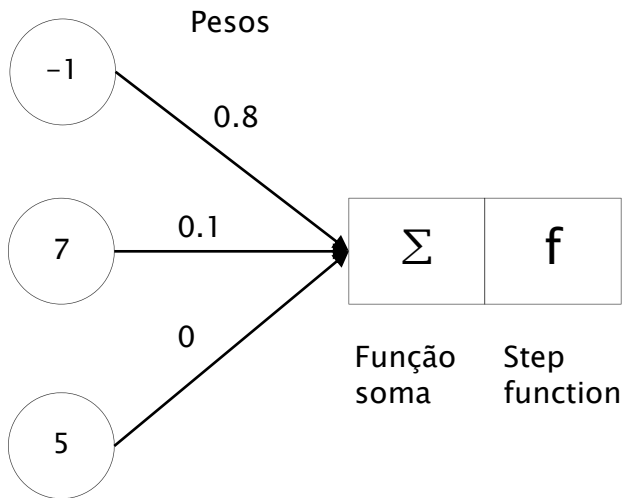 Pesos
-1
0.8
7
0.1
Σ
f
0
Função
soma
Step
function
5